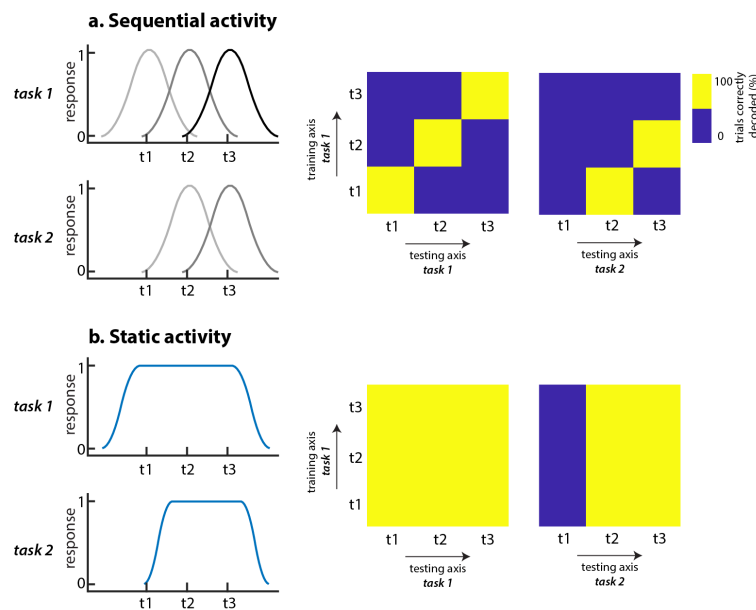 a. Sequential activity
task 1
response
1
0
t1 t2 t3
task 2
response
1
0
t1 t2 t3
training axis
task 1
t3
t2
t1
t1 t2 t3
testing axis
task 1
t1 t2 t3
testing axis
task 2
100
0
trials correctly
decoded (%)
b. Static activity
task 1
response
1
0
t1 t2 t3
task 2
response
1
0
t1 t2 t3
training axis
task 1
t3
t2
t1
t1 t2 t3
testing axis
task 1
t1 t2 t3
testing axis
task 2